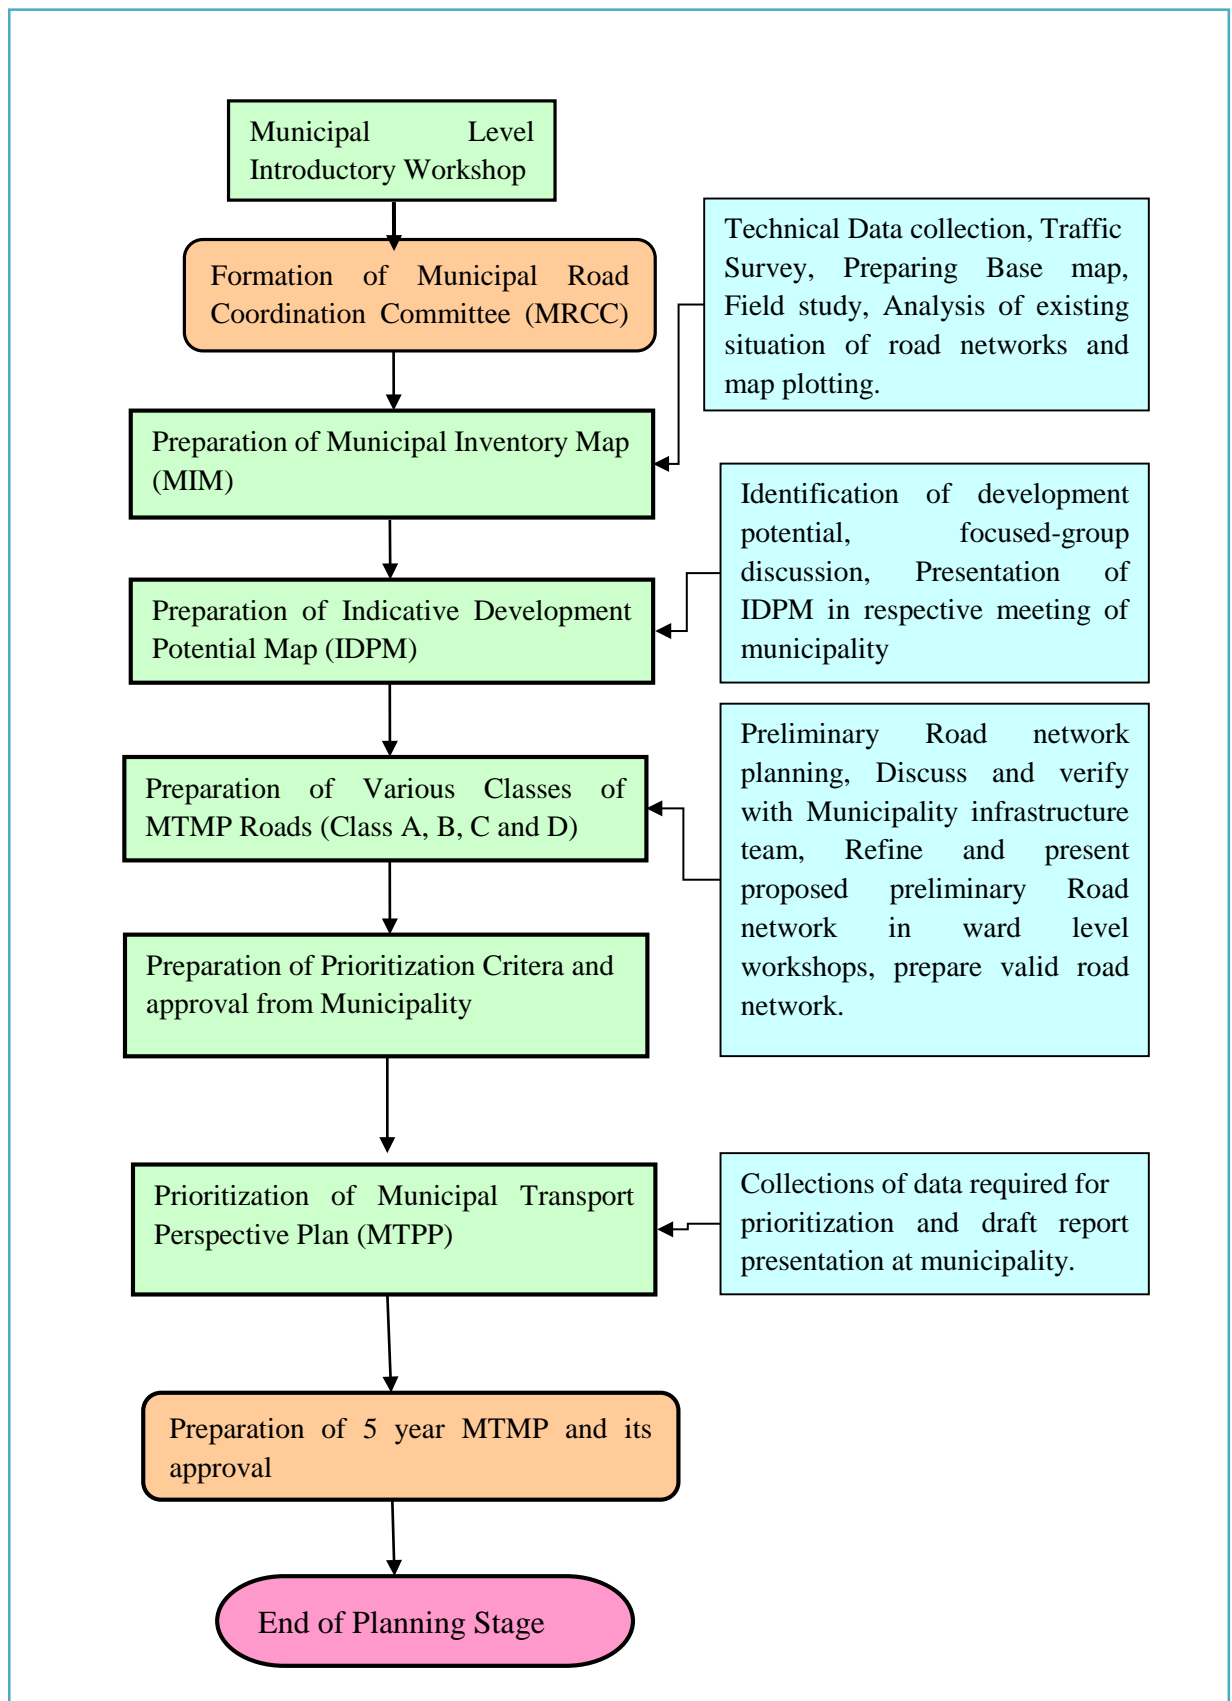 Municipal Level
Introductory Workshop
Formation of Municipal Road
Coordination Committee (MRCC)
Technical Data collection, Traffic
Survey, Preparing Base map,
Field study, Analysis of existing
situation of road networks and
map plotting.
Preparation of Municipal Inventory Map
(MIM)
Identification of development
potential, focused-group
discussion, Presentation of
IDPM in respective meeting of
municipality
Preparation of Indicative Development
Potential Map (IDPM)
Preliminary Road network
planning, Discuss and verify
with Municipality infrastructure
team, Refine and present
proposed preliminary Road
network in ward level
workshops, prepare valid road
network.
Preparation of Various Classes of
MTMP Roads (Class A, B, C and D)
Preparation of Prioritization Critera and
approval from Municipality
Prioritization of Municipal Transport
Perspective Plan (MTPP)
Collections of data required for
prioritization and draft report
presentation at municipality.
Preparation of 5 year MTMP and its
approval
End of Planning Stage